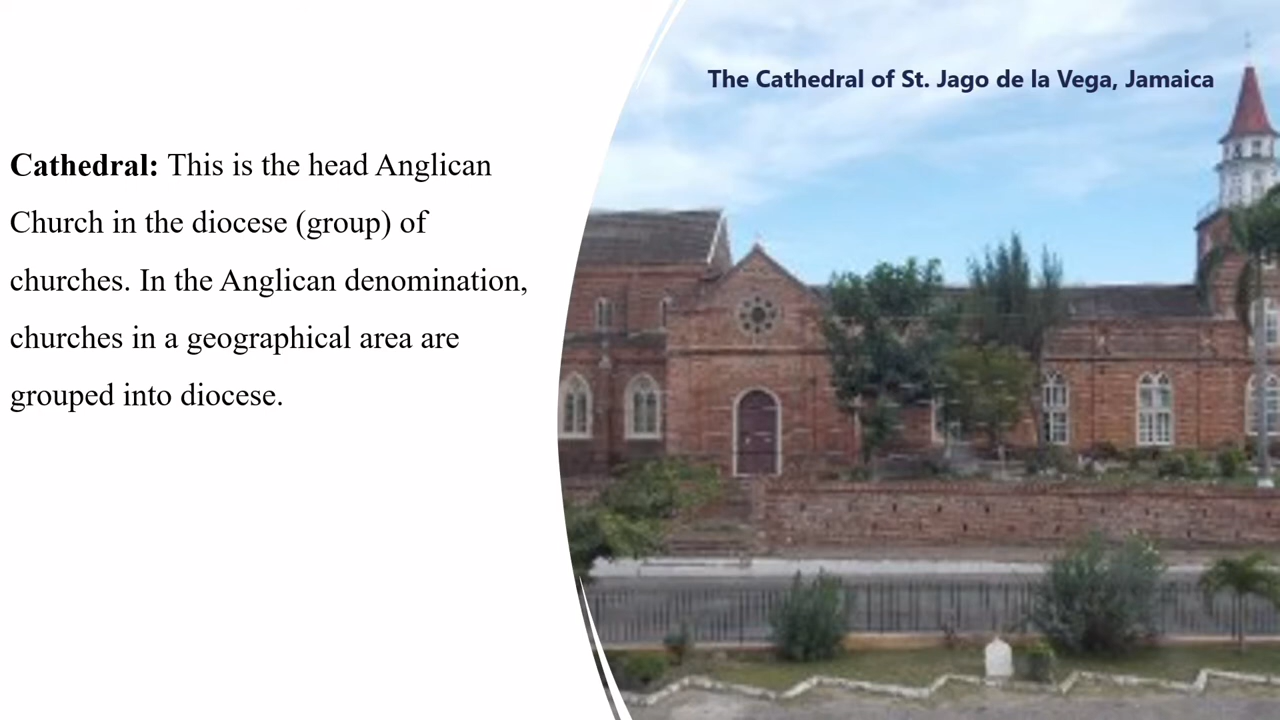 The Cathedral of St. Jago de la Vega, Jamaica
Cathedral: This is the head Anglican
Church in the diocese (group) of
churches. In the Anglican denomination,
churches in a geographical area are
grouped into diocese.